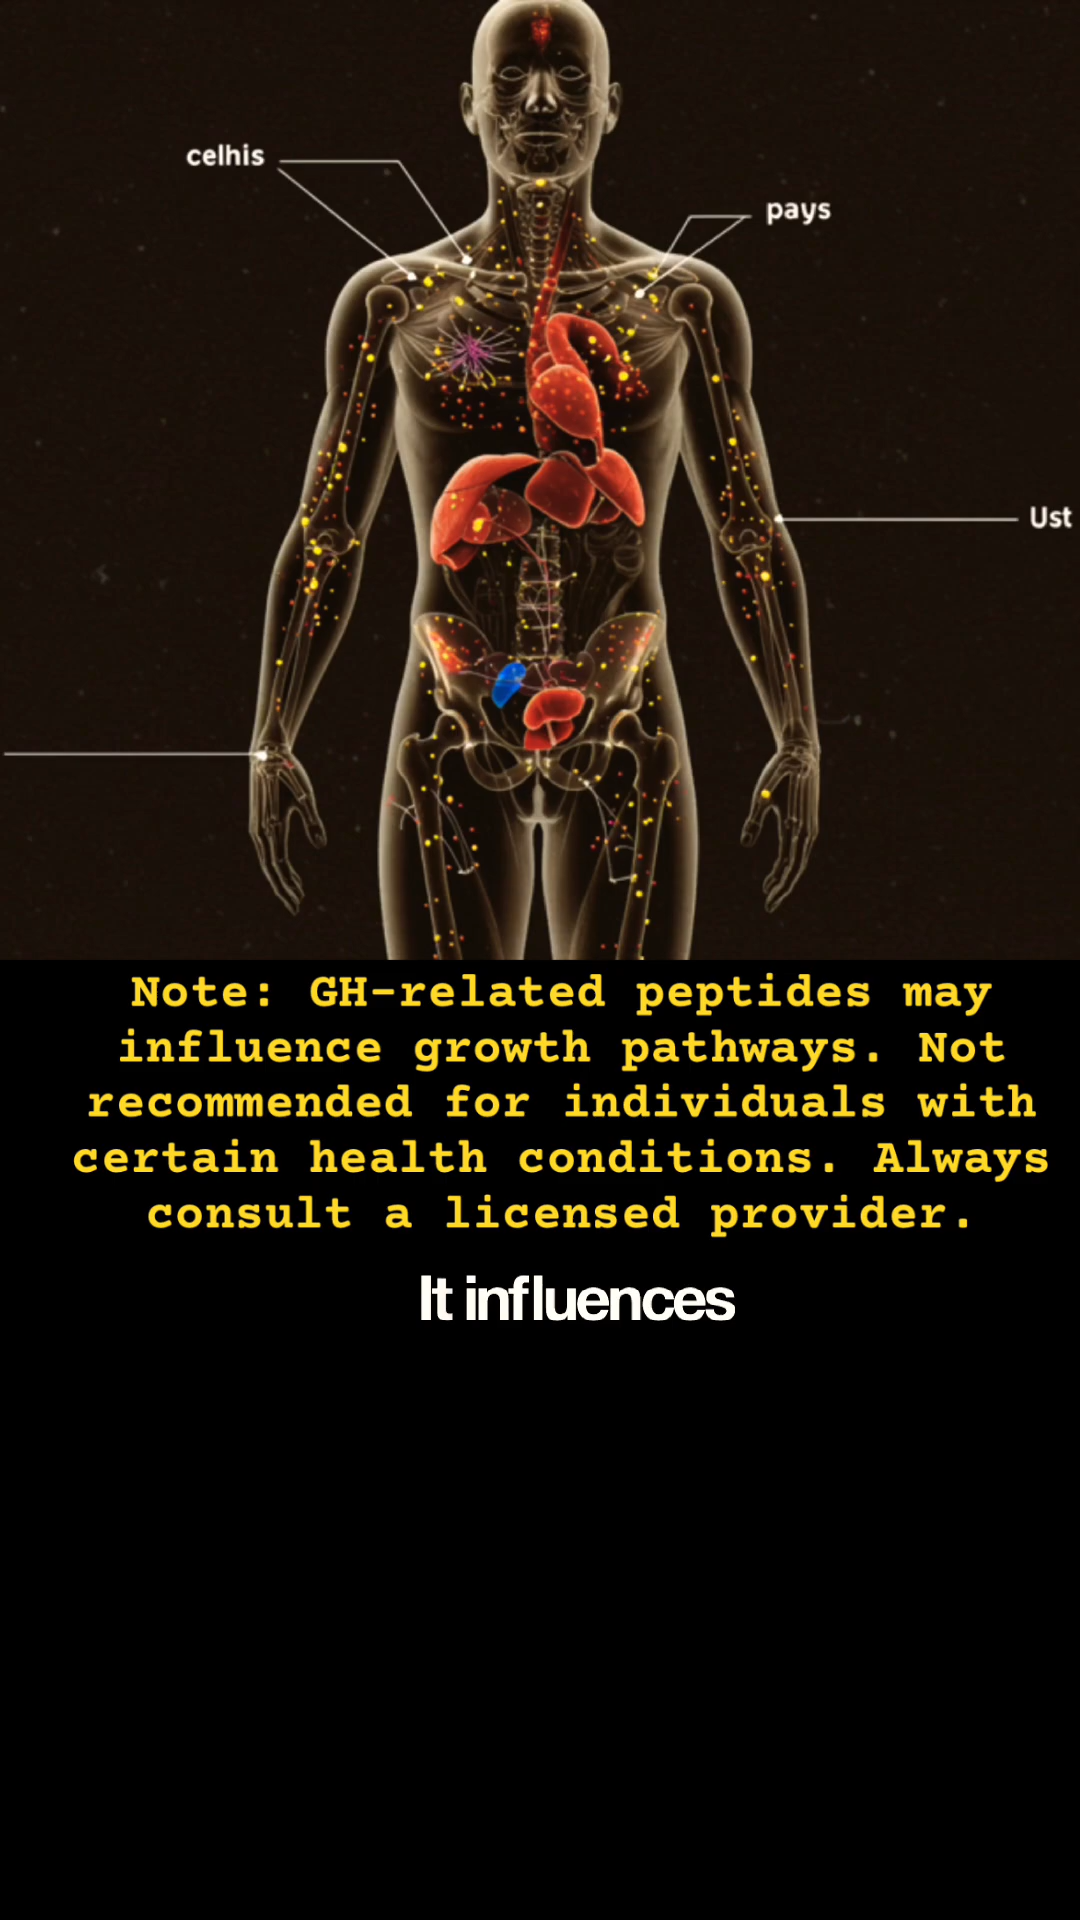 celhis
pays
Ust
Note: GH-related peptides may
influence growth pathways. Not
recommended for individuals with
certain health conditions. Always
consult a licensed provider.
It influences